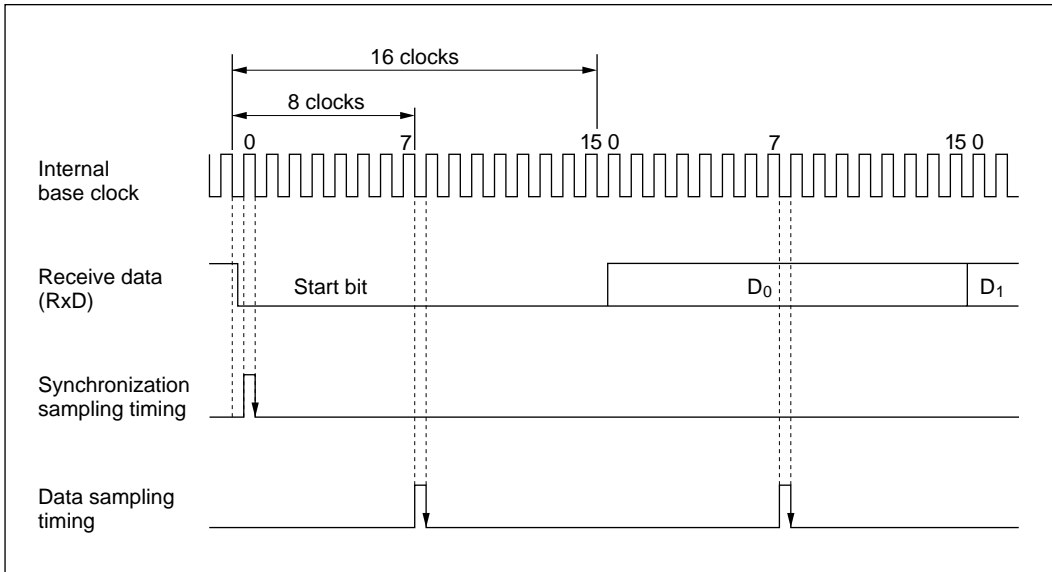 16 clocks
8 clocks
0 7 15 0 7 15 0
Internal
base clock
Receive data
(RxD)
Start bit D0 D1
Synchronization
sampling timing
Data sampling
timing